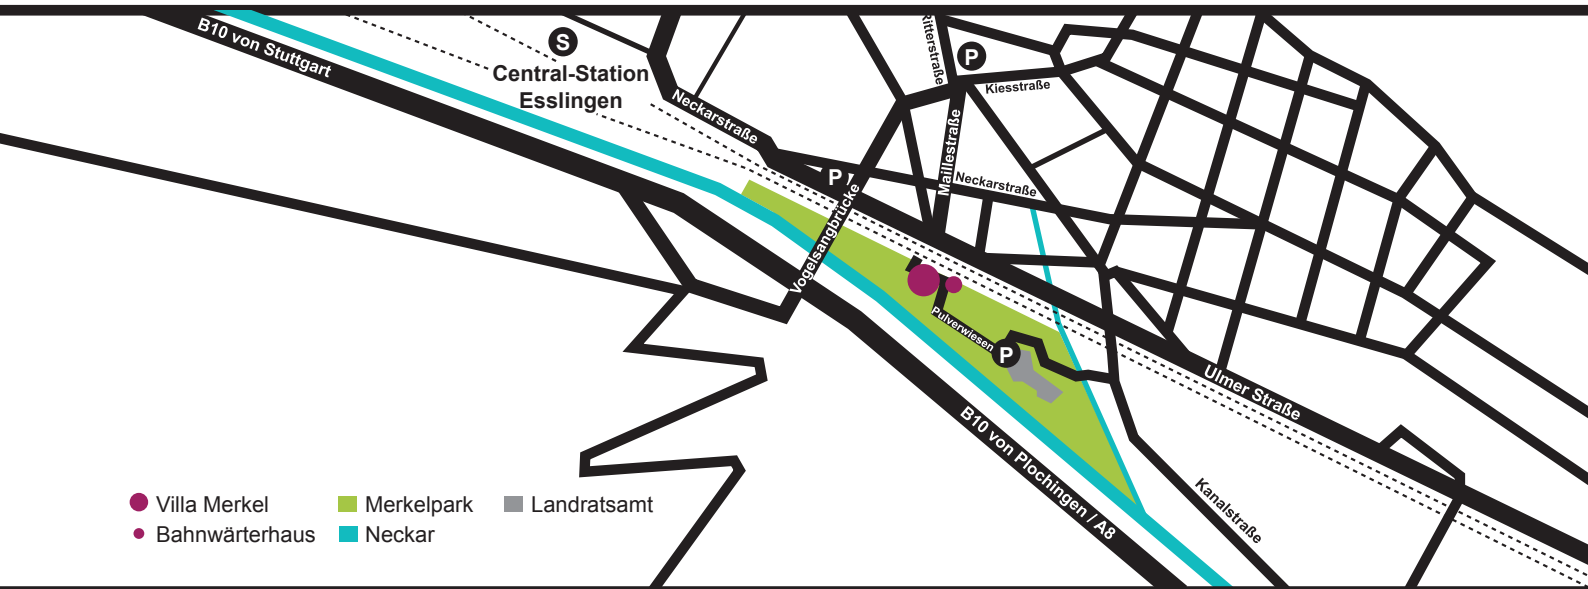 B10 von Stuttgart
S
Central-Station
Esslingen
Neckarstraße
Ritterstraße
P
Kiesstraße
Maillestraße
P
Neckarstraße
Vogelsangbrücke
Pulverwiesen
P
Ulmer Straße
B10 von Plochingen / A8
Kanalstraße
Villa Merkel
Merkelpark
Landratsamt
Bahnwärterhaus
Neckar